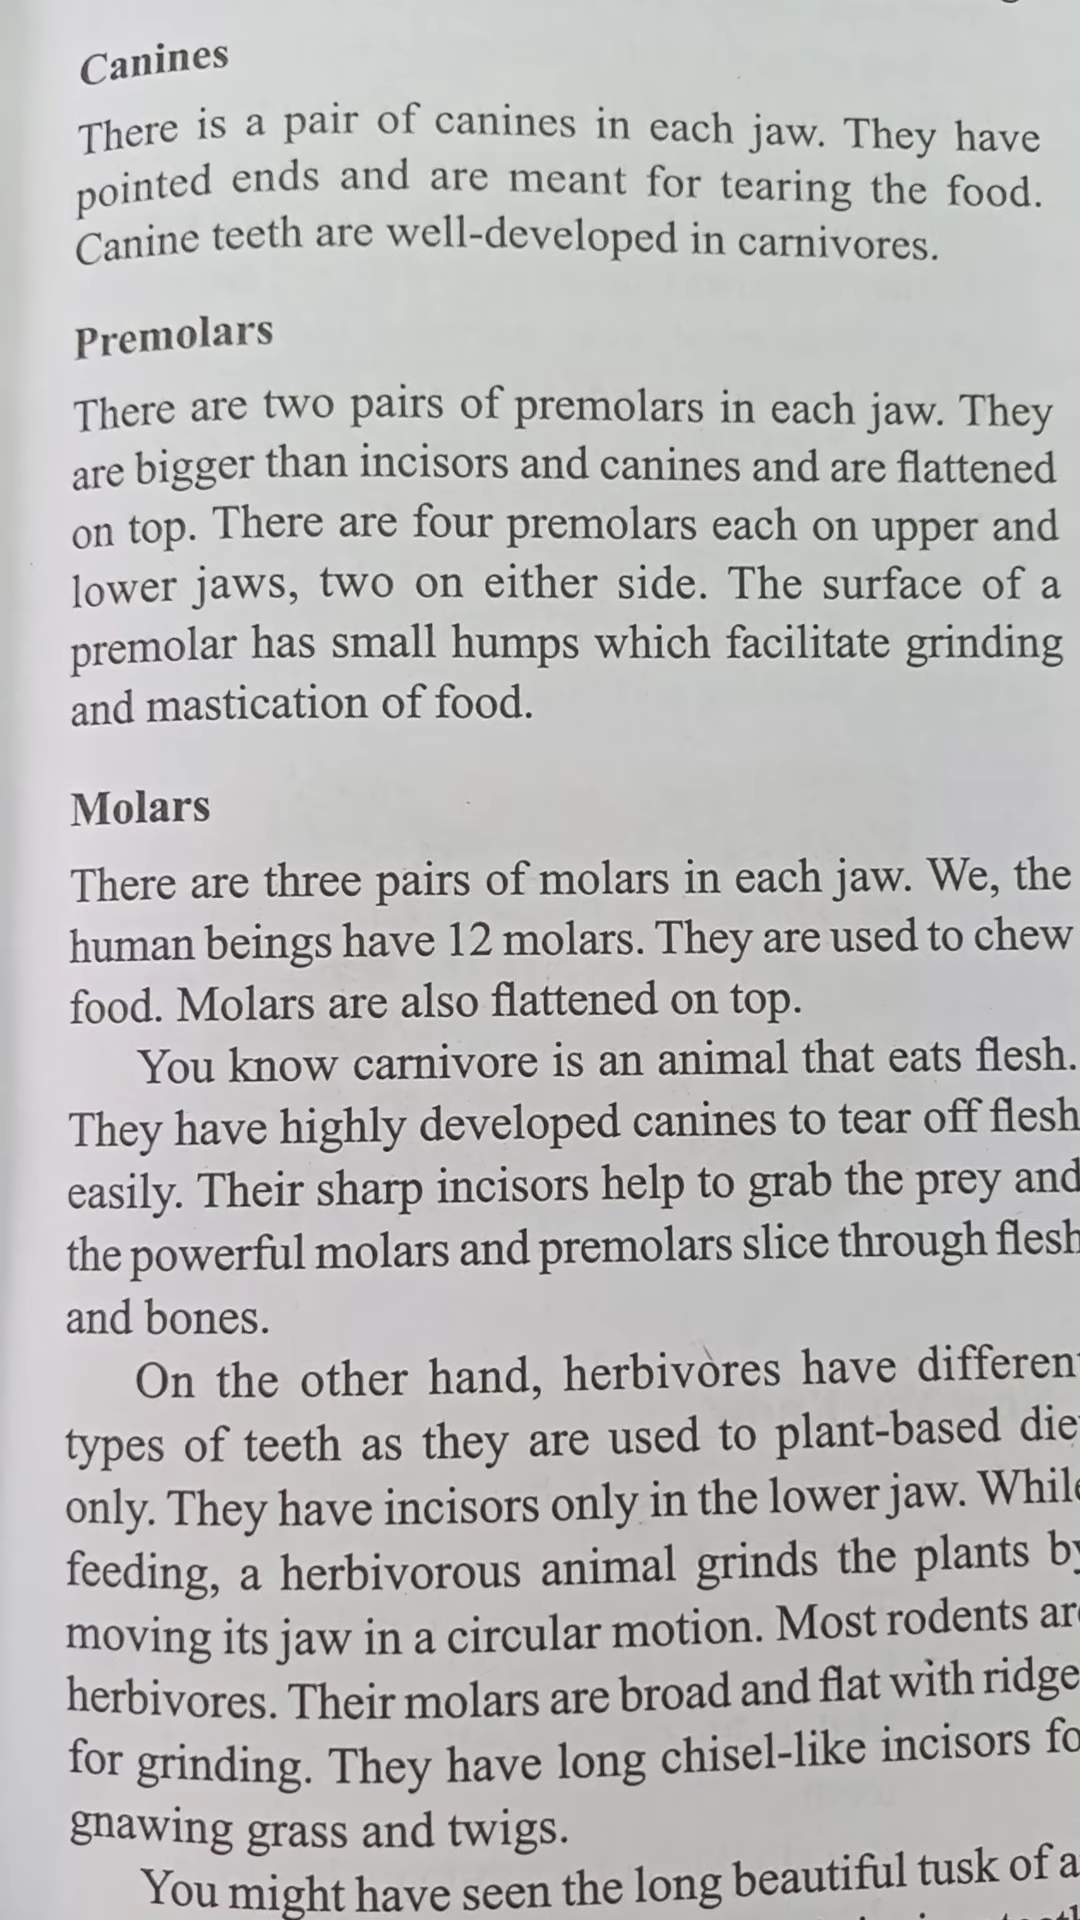 Canines
There is a pair of canines in each jaw. They have
pointed ends and are meant for tearing the food.
Canine teeth are well-developed in carnivores.
Premolars
There are two pairs of premolars in each jaw. They
are bigger than incisors and canines and are flattened
on top. There are four premolars each on upper and
lower jaws, two on either side. The surface of a
premolar has small humps which facilitate grinding
and mastication of food.
Molars
There are three pairs of molars in each jaw. We, the
human beings have 12 molars. They are used to chew
food. Molars are also flattened on top.
You know carnivore is an animal that eats flesh.
They have highly developed canines to tear off flesh
easily. Their sharp incisors help to grab the prey and
the powerful molars and premolars slice through flesh
and bones.
On the other hand, herbivores have different
types of teeth as they are used to plant-based die
only. They have incisors only in the lower jaw. While
feeding, a herbivorous animal grinds the plants by
moving its jaw in a circular motion. Most rodents are
herbivores. Their molars are broad and flat with ridge
for grinding. They have long chisel-like incisors fo
gnawing grass and twigs.
You might have seen the long beautiful tusk of a